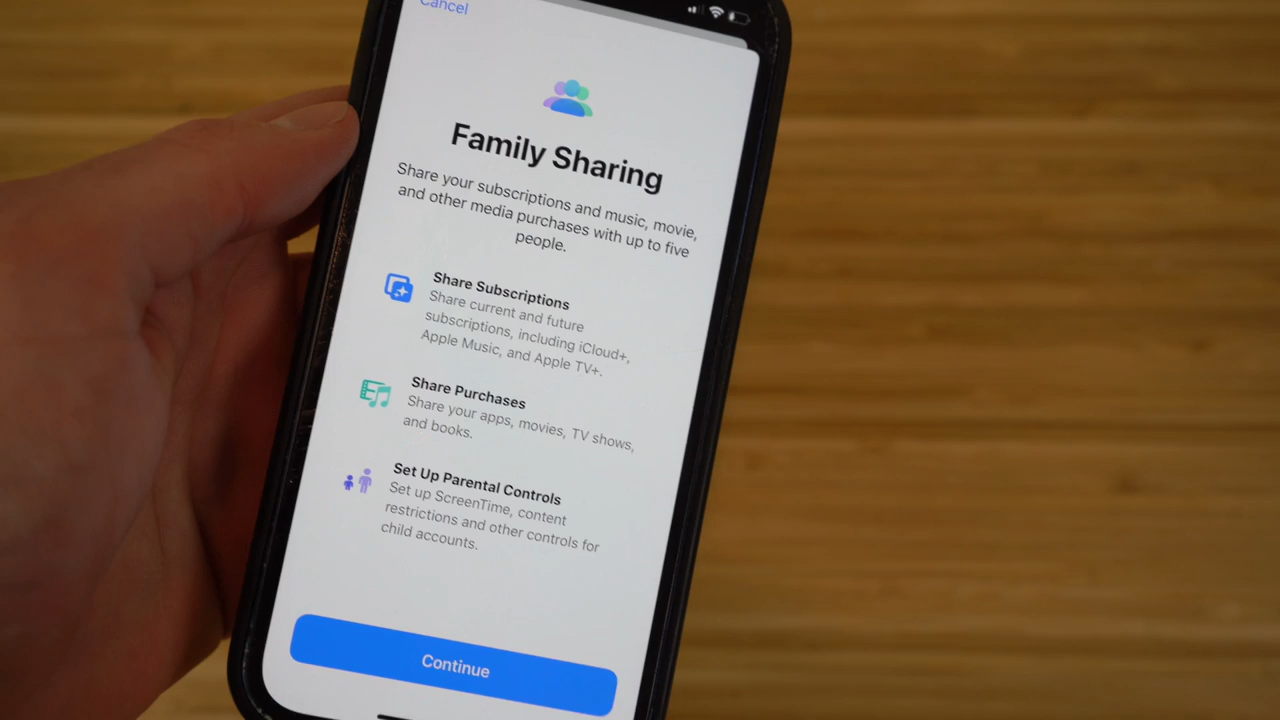 Cancel
Family Sharing
Share your subscriptions and music, movie,
and other media purchases with up to five
people.
Share Subscriptions
Share current and future
subscriptions, including iCloud+,
Apple Music, and Apple TV+.
Share Purchases
Share your apps, movies, TV shows,
and books.
Set Up Parental Controls
Set up ScreenTime, content
restrictions and other controls for
child accounts.
Continue